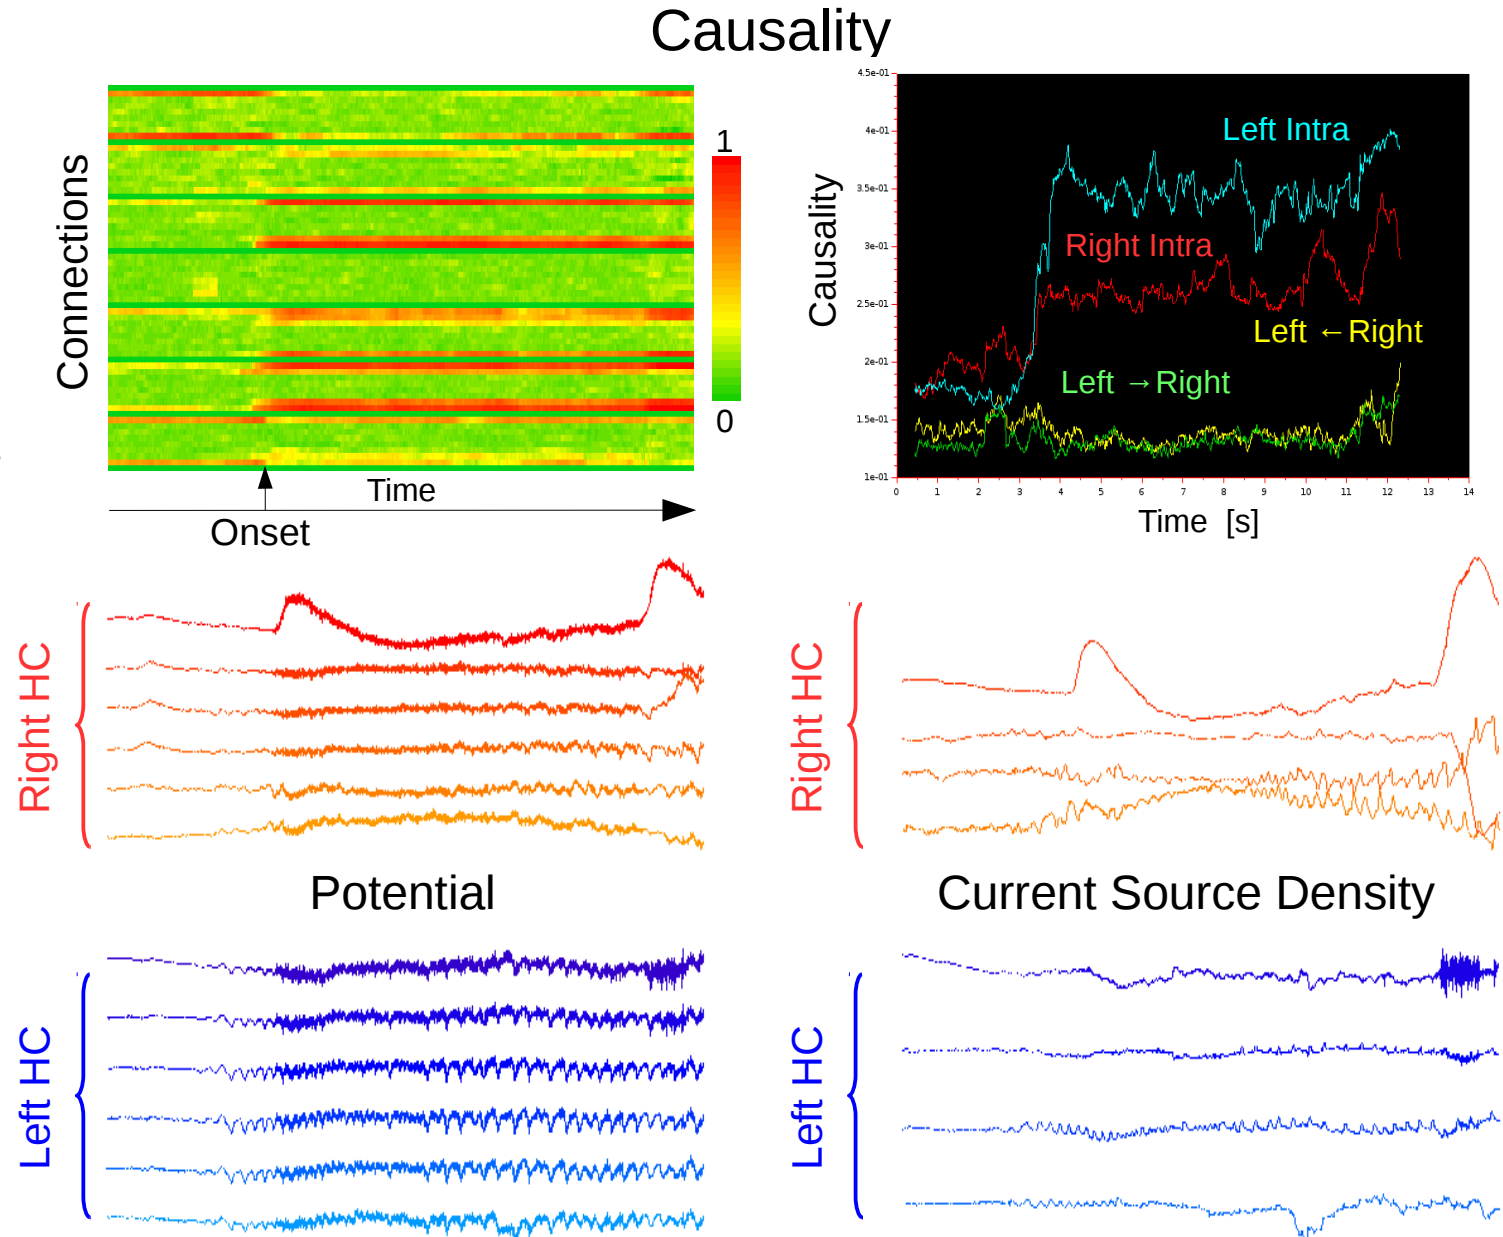 Causality
Connections
1
0
Time
Onset
Causality
4.5e-01
4e-01
3.5e-01
3e-01
2.5e-01
2e-01
1.5e-01
1e-01
Left Intra
Right Intra
Left ←Right
Left →Right
0 1 2 3 4 5 6 7 8 9 10 11 12 13 14
Time [s]
Right HC
Right HC
Potential
Current Source Density
Left HC
Left HC